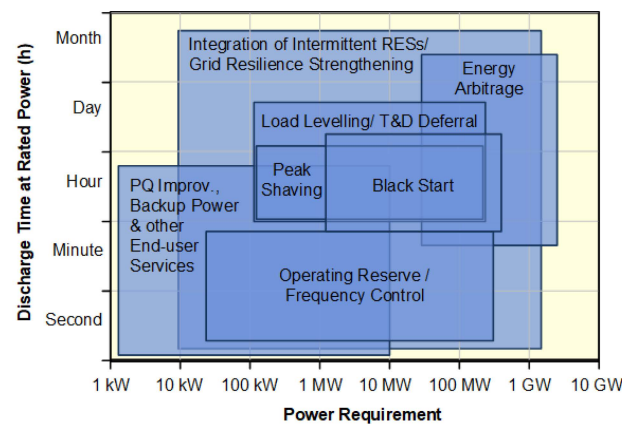 Discharge Time at Rated Power (h)
Month
Day
Hour
Minute
Second
Integration of Intermittent RESs/
Grid Resilience Strengthening
Energy
Arbitrage
Load Levelling/ T&D Deferral
Peak
Shaving
Black Start
PQ Improv.,
Backup Power
& other
End-user
Services
Operating Reserve /
Frequency Control
1 kW
10 kW
100 kW
1 MW
10 MW
100 MW
1 GW
10 GW
Power Requirement